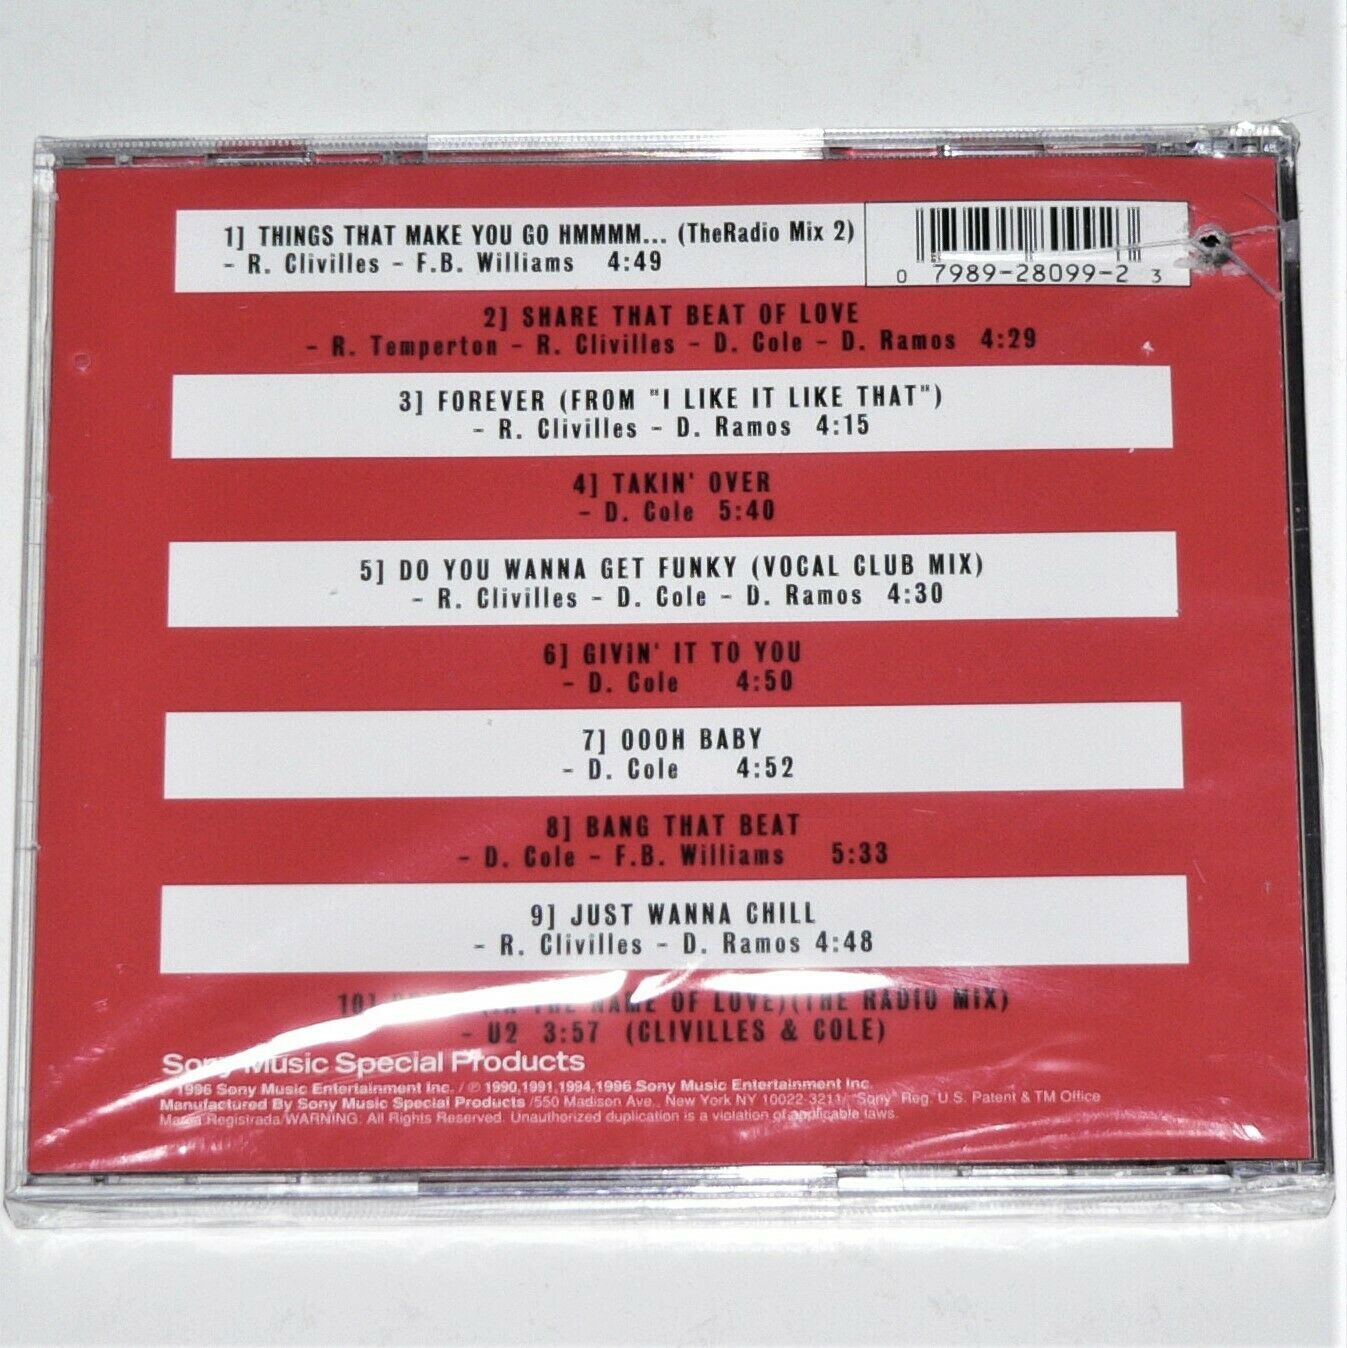 1] THINGS THAT MAKE YOU GO HMMMM... (TheRadio Mix 2)
- R. Clivilles - F.B. Williams 4:49
0 7989-28099-2 3
2] SHARE THAT BEAT OF LOVE
- R. Temperton - R. Clivilles - D. Cole - D. Ramos 4:29
3] FOREVER (FROM "I LIKE IT LIKE THAT")
- R. Clivilles - D. Ramos 4:15
4] TAKIN' OVER
- D. Cole 5:40
5] DO YOU WANNA GET FUNKY (VOCAL CLUB MIX)
- R. Clivilles - D. Cole - D. Ramos 4:30
6] GIVIN' IT TO YOU
- D. Cole 4:50
7] OOOH BABY
- D. Cole 4:52
8] BANG THAT BEAT
- D. Cole - F.B. Williams 5:33
9] JUST WANNA CHILL
- R. Clivilles - D. Ramos 4:48
10] (IN THE NAME OF LOVE)(THE RADIO MIX)
- U2 3:57 (CLIVILLES & COLE)
Sony Music Special Products
1996 Sony Music Entertainment Inc. / ℗ 1990,1991,1994,1996 Sony Music Entertainment Inc.
Manufactured By Sony Music Special Products /550 Madison Ave., New York NY 10022-3211/ "Sony" Reg. U.S. Patent & TM Office
Marca Registrada/WARNING: All Rights Reserved. Unauthorized duplication is a violation of applicable laws.